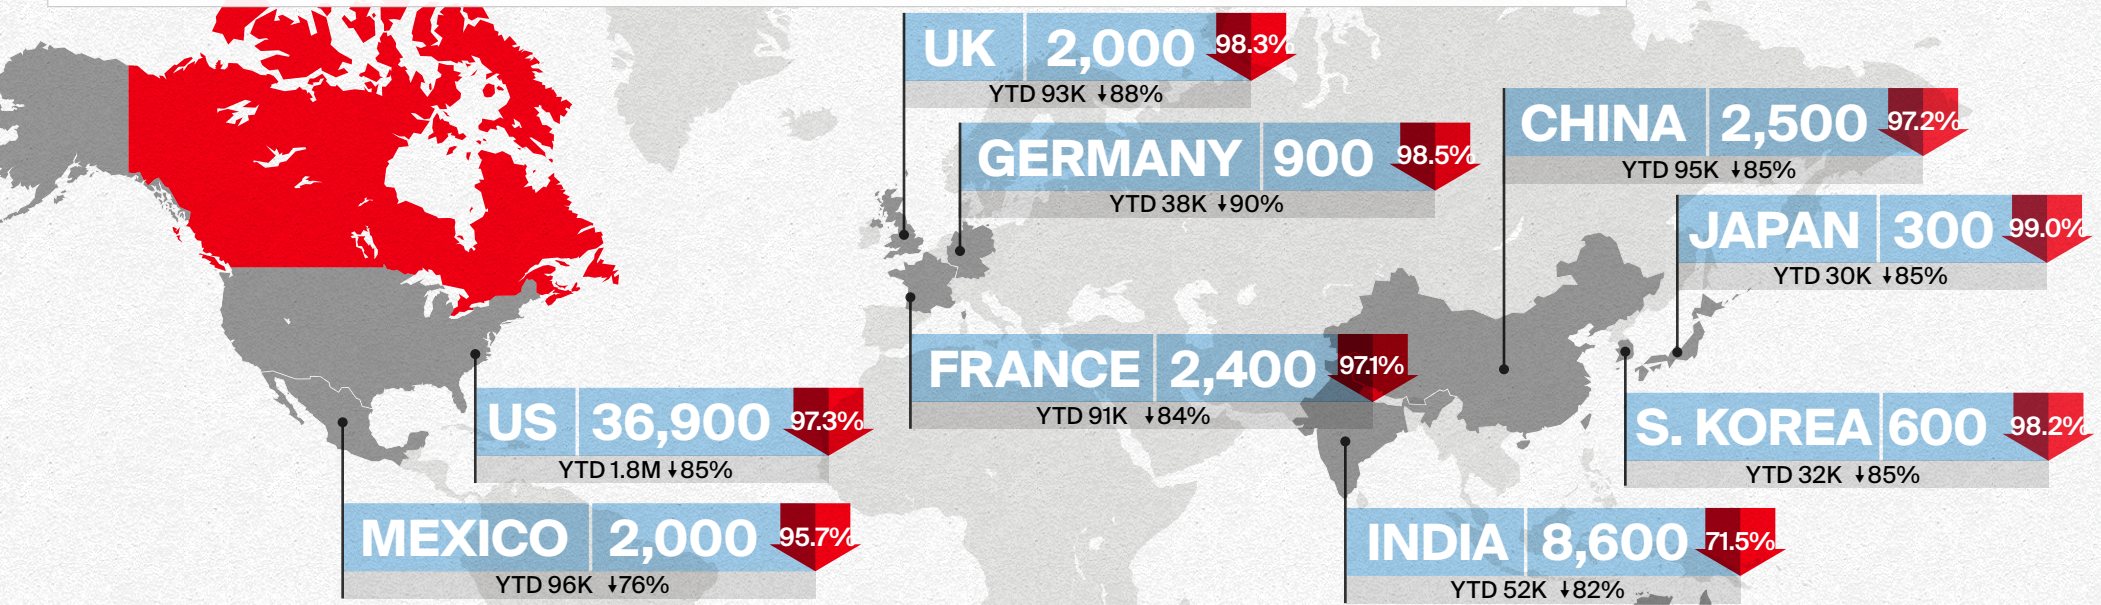 UK 2,000 98.3%
YTD 93K ↓88%
GERMANY 900 98.5%
YTD 38K ↓90%
CHINA 2,500 97.2%
YTD 95K ↓85%
JAPAN 300 99.0%
YTD 30K ↓85%
FRANCE 2,400 97.1%
YTD 91K ↓84%
US 36,900 97.3%
YTD 1.8M ↓85%
S. KOREA 600 98.2%
YTD 32K ↓85%
MEXICO 2,000 95.7%
YTD 96K ↓76%
INDIA 8,600 71.5%
YTD 52K ↓82%